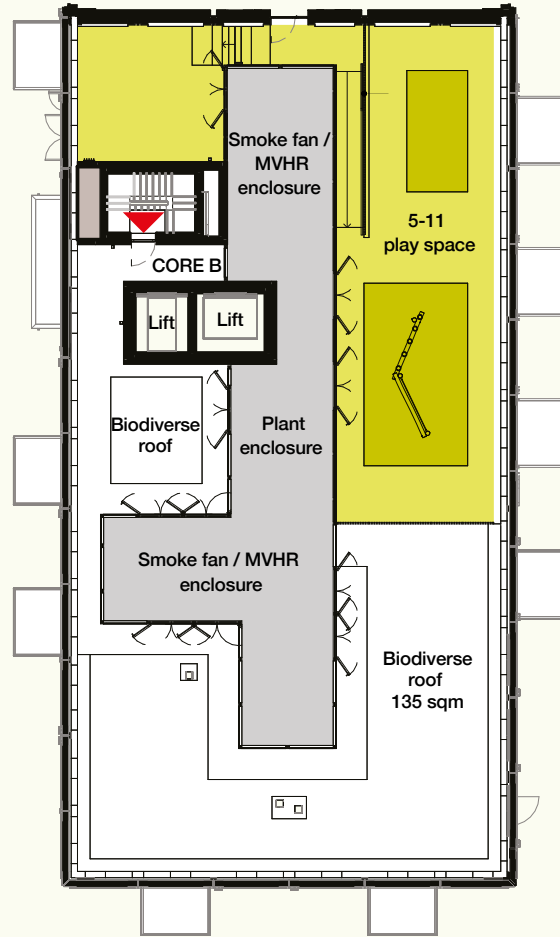 Smoke fan /
MVHR
enclosure
5-11
play space
CORE B
Lift
Lift
Biodiverse
roof
Plant
enclosure
Smoke fan / MVHR
enclosure
Biodiverse
roof
135 sqm